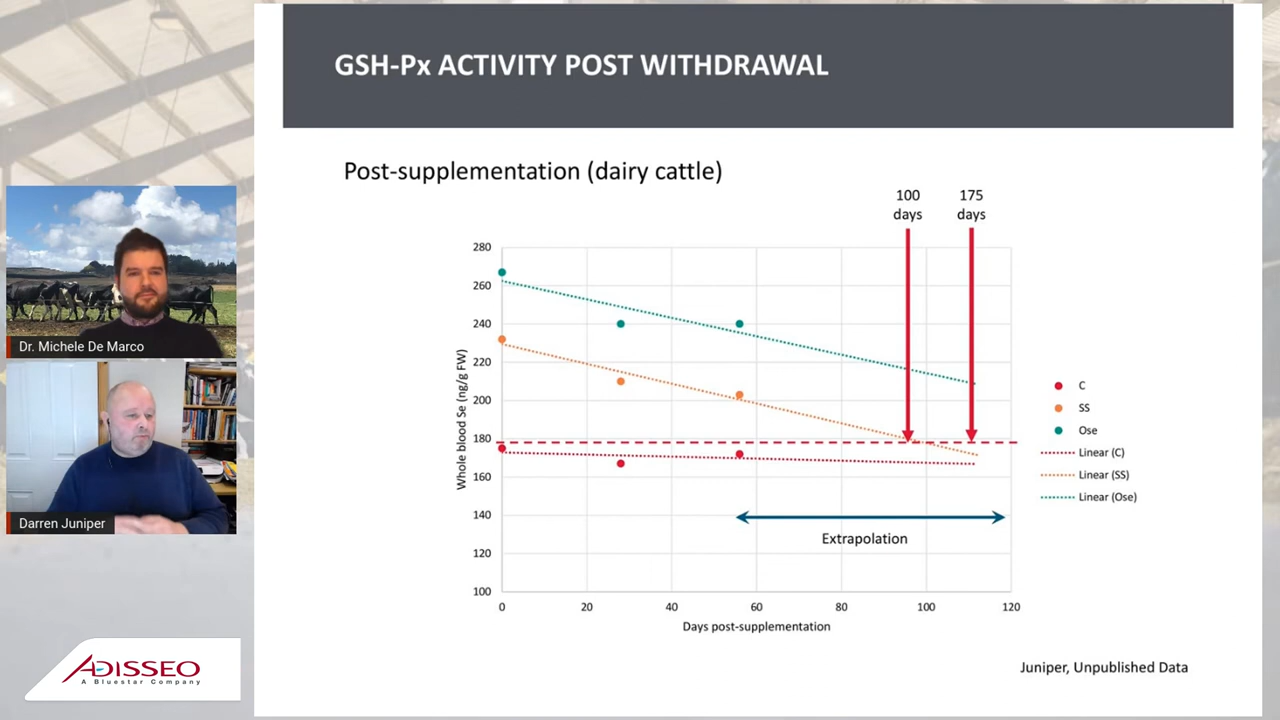 GSH-Px ACTIVITY POST WITHDRAWAL
Post-supplementation (dairy cattle)
100
days
175
days
280
260
240
220
200
180
160
140
120
100
Whole blood Se (ng/g FW)
0
20
40
60
80
100
120
Days post-supplementation
Extrapolation
C
SS
Ose
Linear (C)
Linear (SS)
Linear (Ose)
Juniper, Unpublished Data
Dr. Michele De Marco
Darren Juniper
ADISSEO
A Bluestar Company